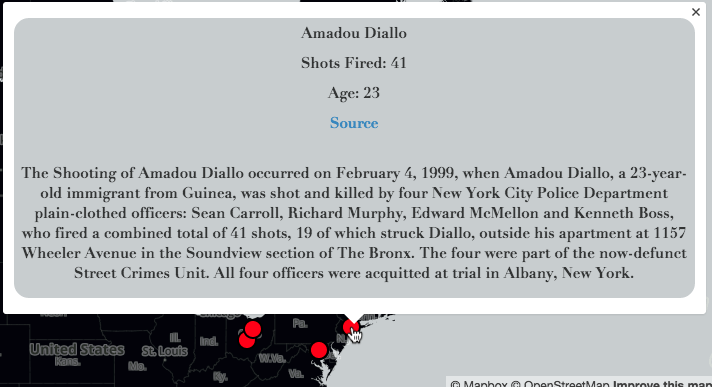 ×
Amadou Diallo
Shots Fired: 41
Age: 23
Source
The Shooting of Amadou Diallo occurred on February 4, 1999, when Amadou Diallo, a 23-year-
old immigrant from Guinea, was shot and killed by four New York City Police Department
plain-clothed officers: Sean Carroll, Richard Murphy, Edward McMellon and Kenneth Boss,
who fired a combined total of 41 shots, 19 of which struck Diallo, outside his apartment at 1157
Wheeler Avenue in the Soundview section of The Bronx. The four were part of the now-defunct
Street Crimes Unit. All four officers were acquitted at trial in Albany, New York.
Pa.
United States
St. Louis
Ill.
Ind.
W.Va.
Kans.
Mo.
Ky.
Va.
© Mapbox © OpenStreetMap Improve this map